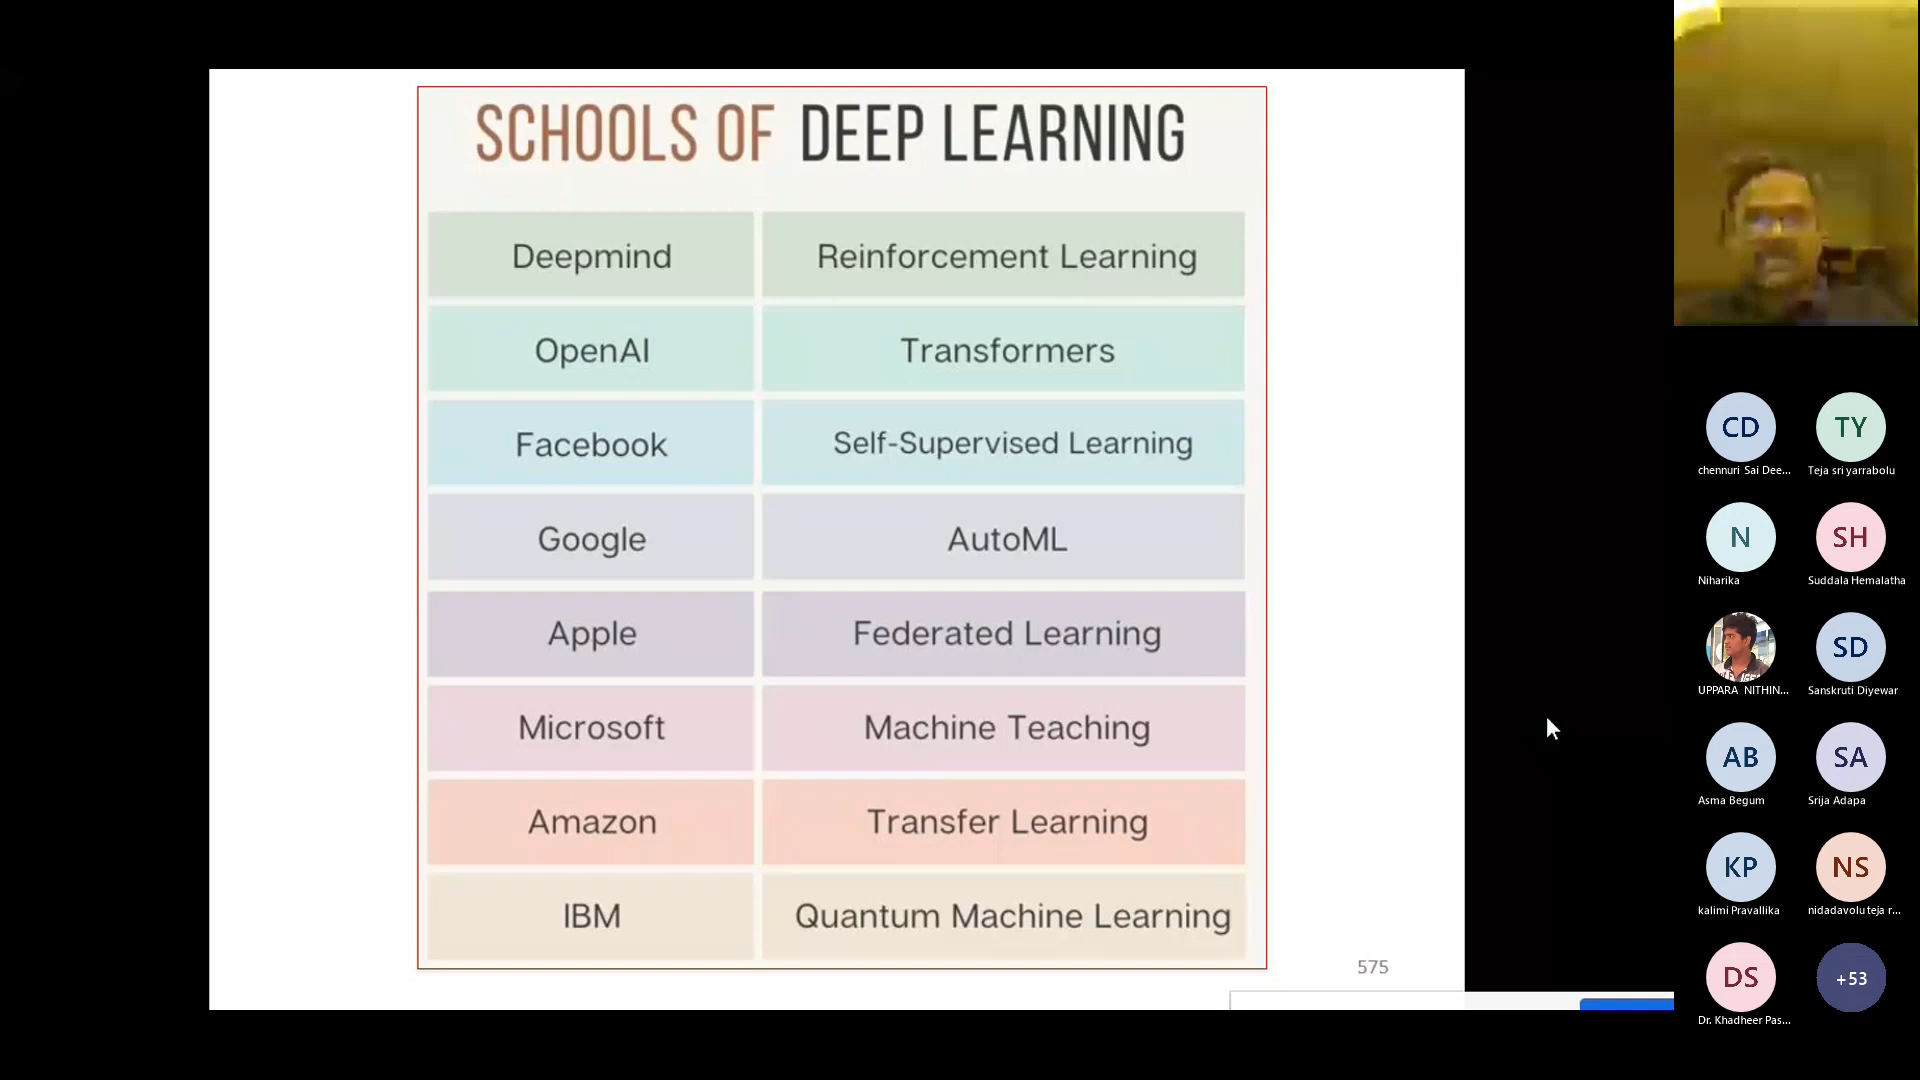 SCHOOLS OF DEEP LEARNING
Deepmind Reinforcement Learning
OpenAI Transformers
Facebook Self-Supervised Learning
Google AutoML
Apple Federated Learning
Microsoft Machine Teaching
Amazon Transfer Learning
IBM Quantum Machine Learning
575
CD TY
chennuri Sai Dee... Teja sri yarrabolu
N SH
Niharika Suddala Hemalatha
UPPARA NITHIN... SD
Sanskruti Diyewar
AB SA
Asma Begum Srija Adapa
KP NS
kalimi Pravallika nidadavolu teja r...
DS +53
Dr. Khadheer Pas...